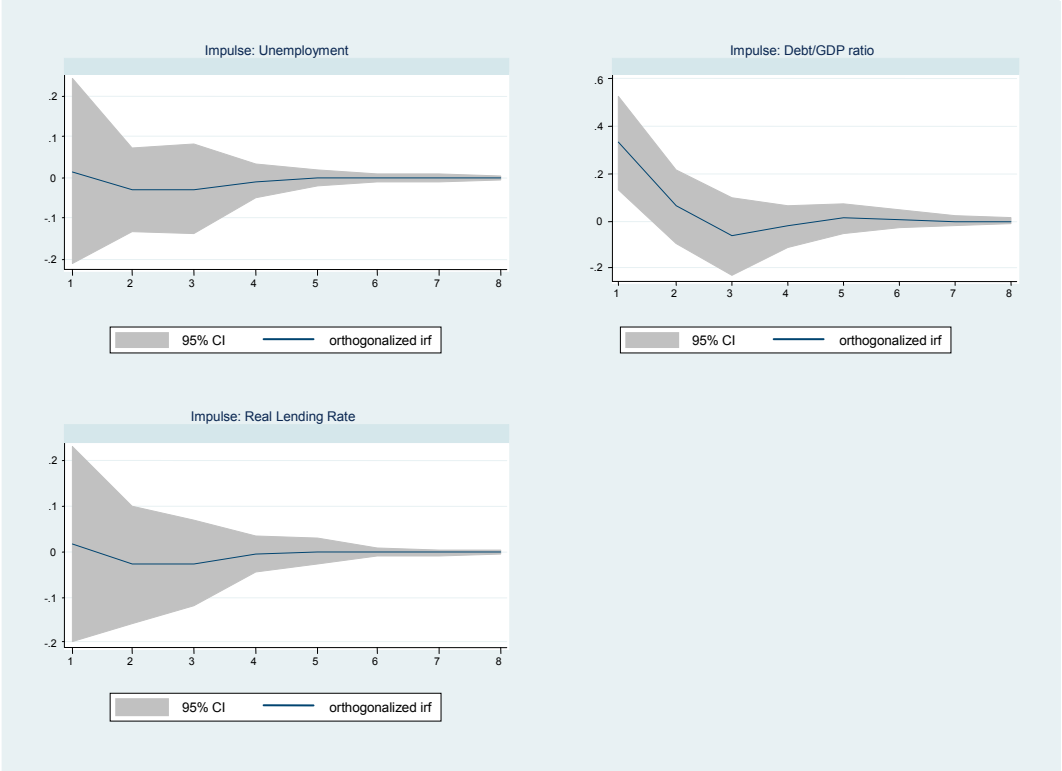 Impulse: Unemployment
.2
.1
0
-.1
-.2
1 2 3 4 5 6 7 8
95% CI orthogonalized irf
Impulse: Debt/GDP ratio
.6
.4
.2
0
-.2
1 2 3 4 5 6 7 8
95% CI orthogonalized irf
Impulse: Real Lending Rate
.2
.1
0
-.1
-.2
1 2 3 4 5 6 7 8
95% CI orthogonalized irf